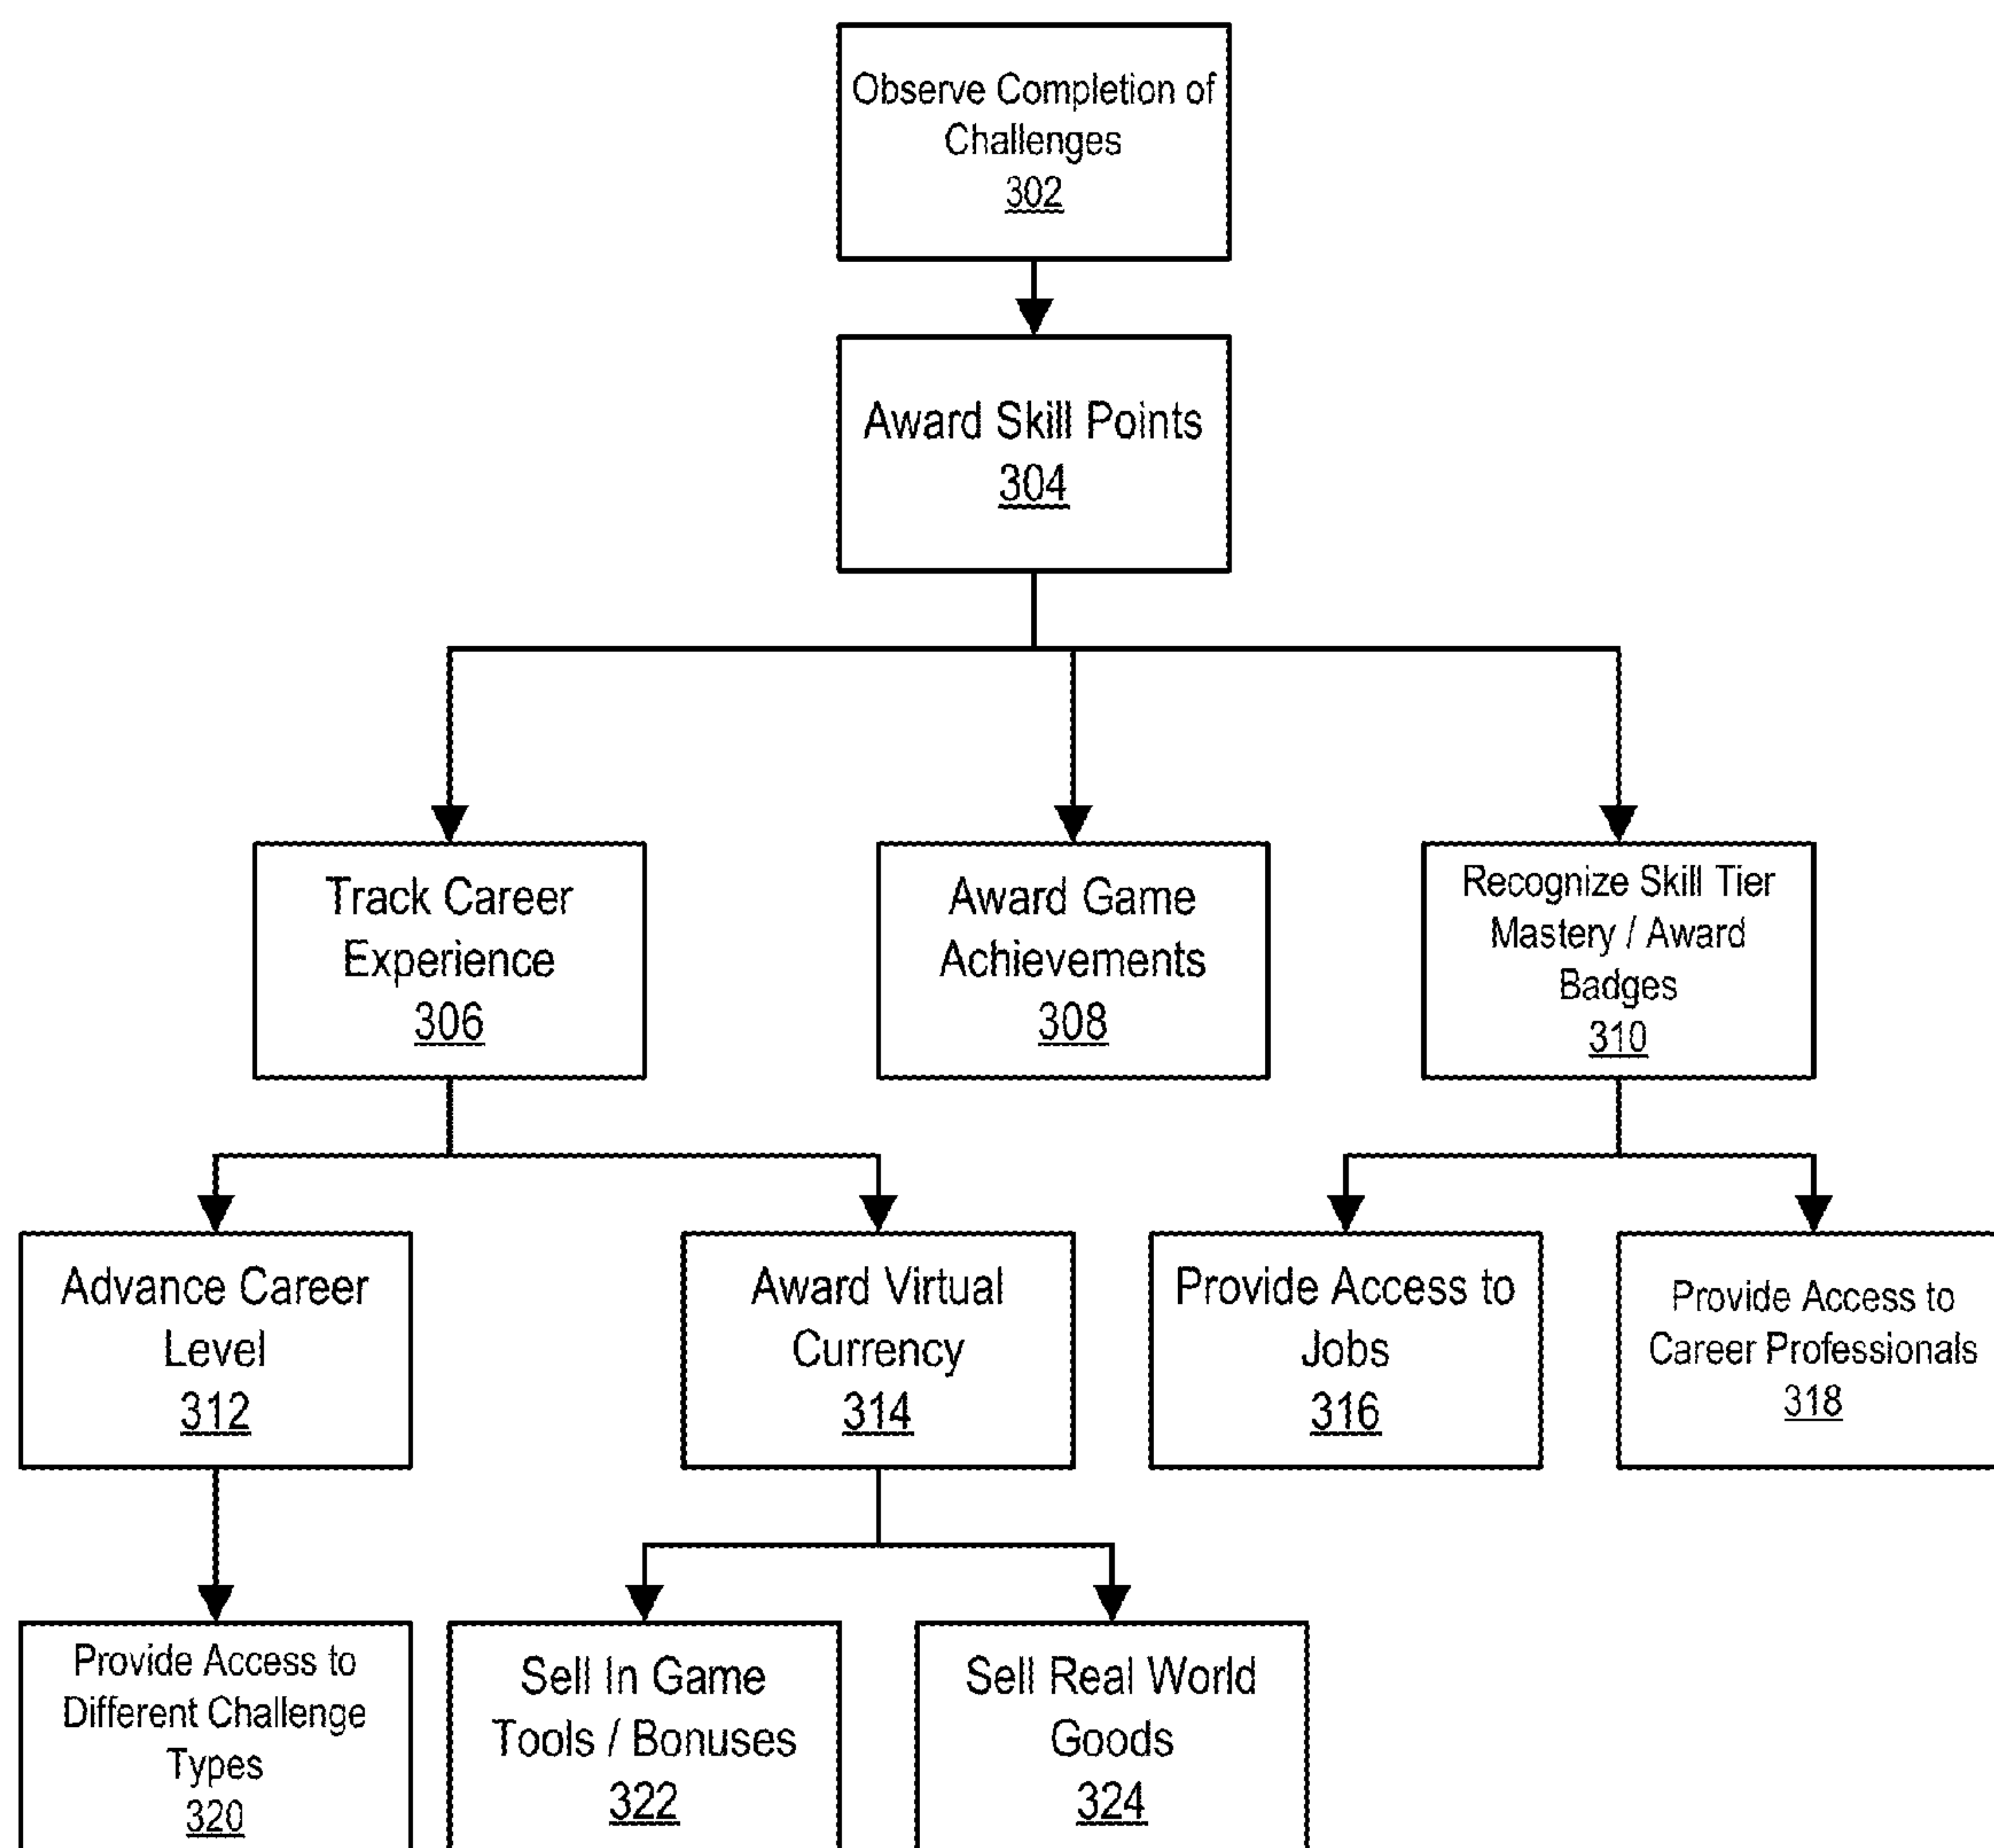 Observe Completion of
Challenges
302
Award Skill Points
304
Track Career
Experience
306
Award Game
Achievements
308
Recognize Skill Tier
Mastery / Award
Badges
310
Advance Career
Level
312
Award Virtual
Currency
314
Provide Access to
Jobs
316
Provide Access to
Career Professionals
318
Provide Access to
Different Challenge
Types
320
Sell In Game
Tools / Bonuses
322
Sell Real World
Goods
324